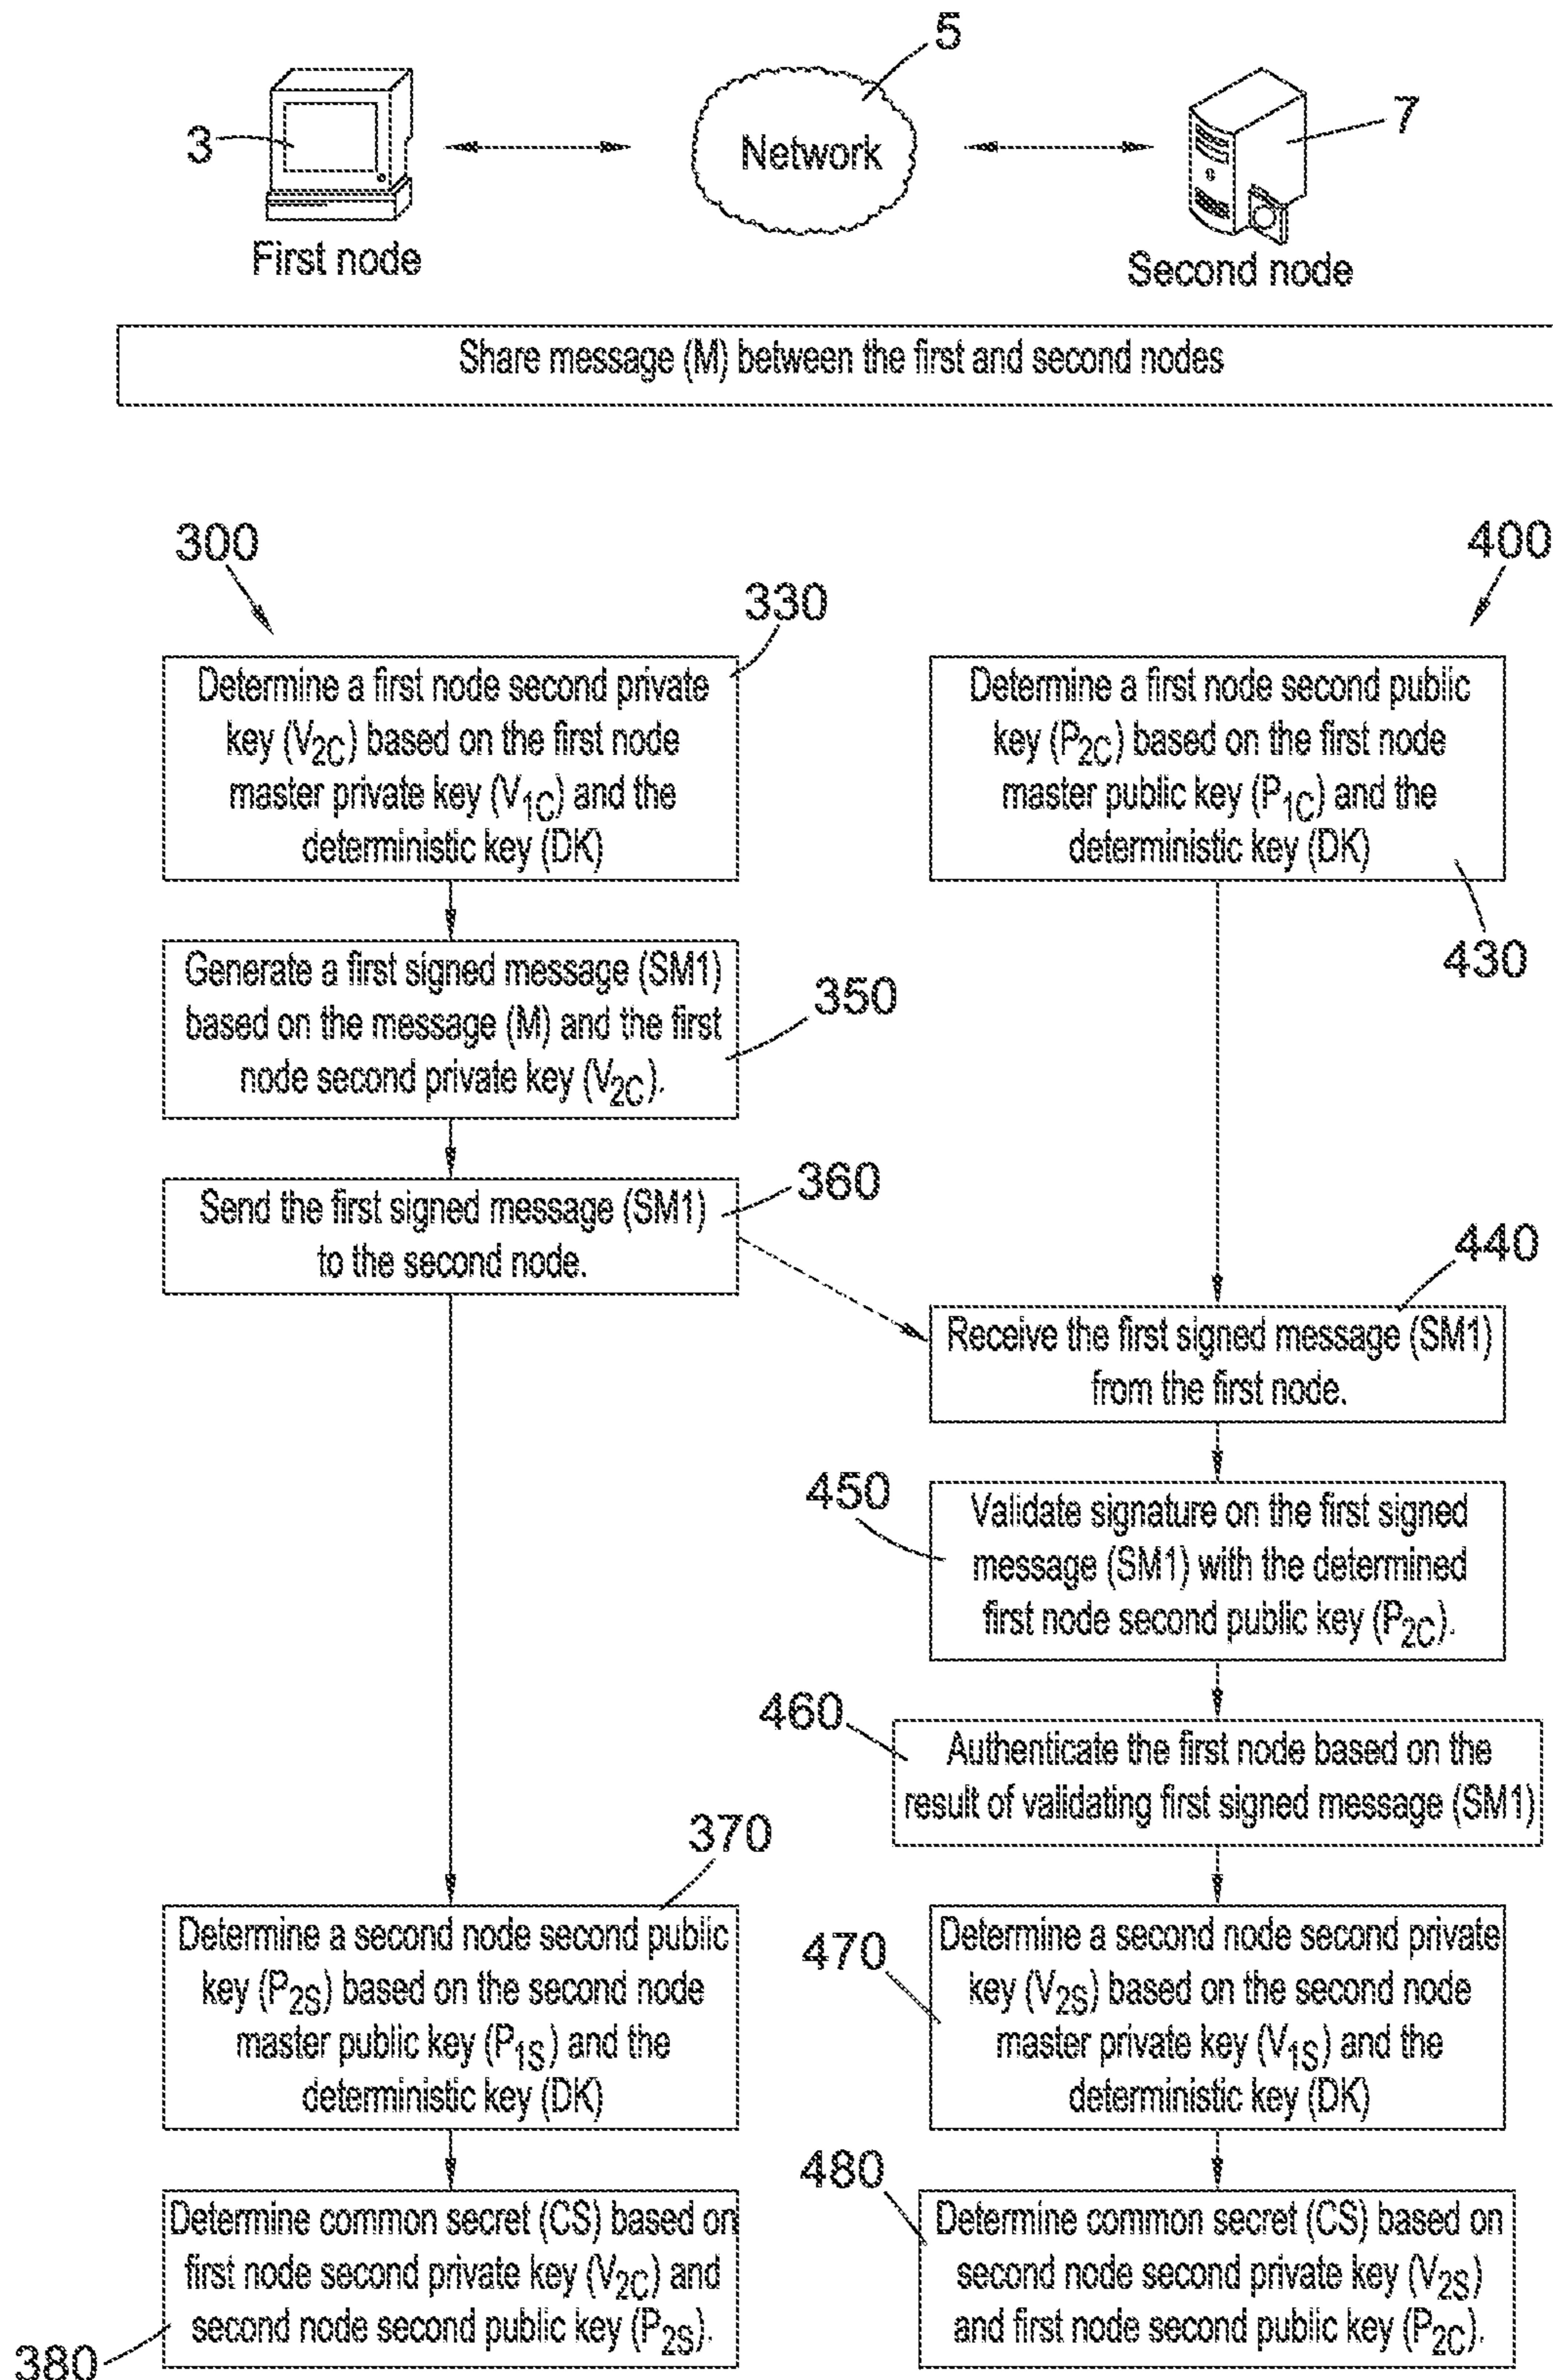 5
3
Network
7
First node
Second node
Share message (M) between the first and second nodes
300
400
330
Determine a first node second private
key (V2C) based on the first node
master private key (V1C) and the
deterministic key (DK)
Determine a first node second public
key (P2C) based on the first node
master public key (P1C) and the
deterministic key (DK)
430
Generate a first signed message (SM1)
based on the message (M) and the first
node second private key (V2C).
350
Send the first signed message (SM1)
to the second node.
360
440
Receive the first signed message (SM1)
from the first node.
450
Validate signature on the first signed
message (SM1) with the determined
first node second public key (P2C).
460
Authenticate the first node based on the
result of validating first signed message (SM1)
370
Determine a second node second public
key (P2S) based on the second node
master public key (P1S) and the
deterministic key (DK)
470
Determine a second node second private
key (V2S) based on the second node
master private key (V1S) and the
deterministic key (DK)
Determine common secret (CS) based on
first node second private key (V2C) and
second node second public key (P2S).
380
480
Determine common secret (CS) based on
second node second private key (V2S)
and first node second public key (P2C).